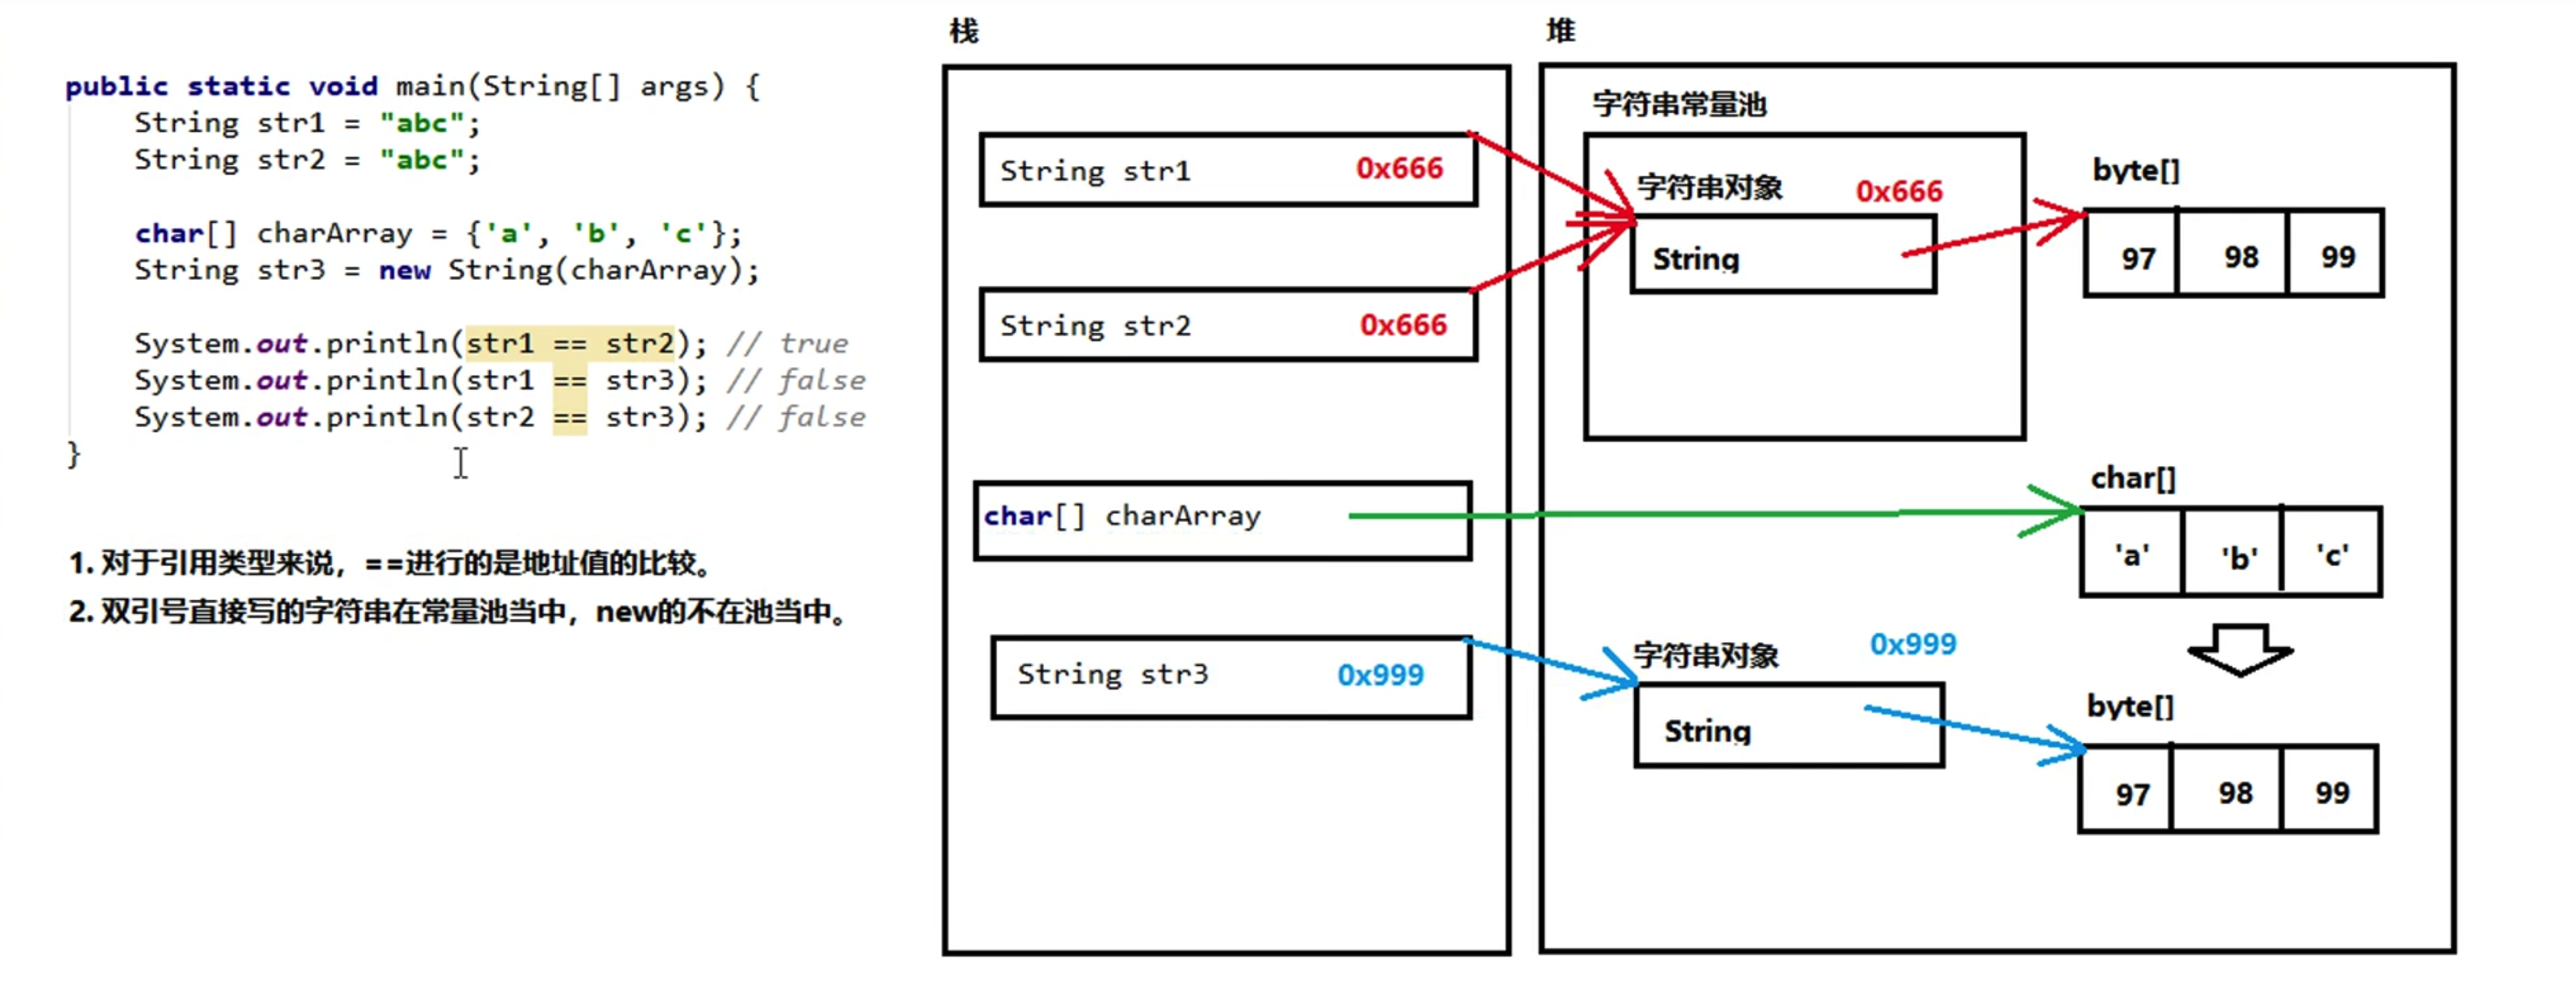 public static void main(String[] args) {
String str1 = "abc";
String str2 = "abc";
char[] charArray = {'a', 'b', 'c'};
String str3 = new String(charArray);
System.out.println(str1 == str2); // true
System.out.println(str1 == str3); // false
System.out.println(str2 == str3); // false
}
1. 对于引用类型来说，==进行的是地址值的比较。
2. 双引号直接写的字符串在常量池当中，new的不在池当中。
栈
String str1 0x666
String str2 0x666
char[] charArray
String str3 0x999
堆
字符串常量池
字符串对象 0x666
String
byte[]
97 98 99
char[]
'a' 'b' 'c'
字符串对象 0x999
String
byte[]
97 98 99